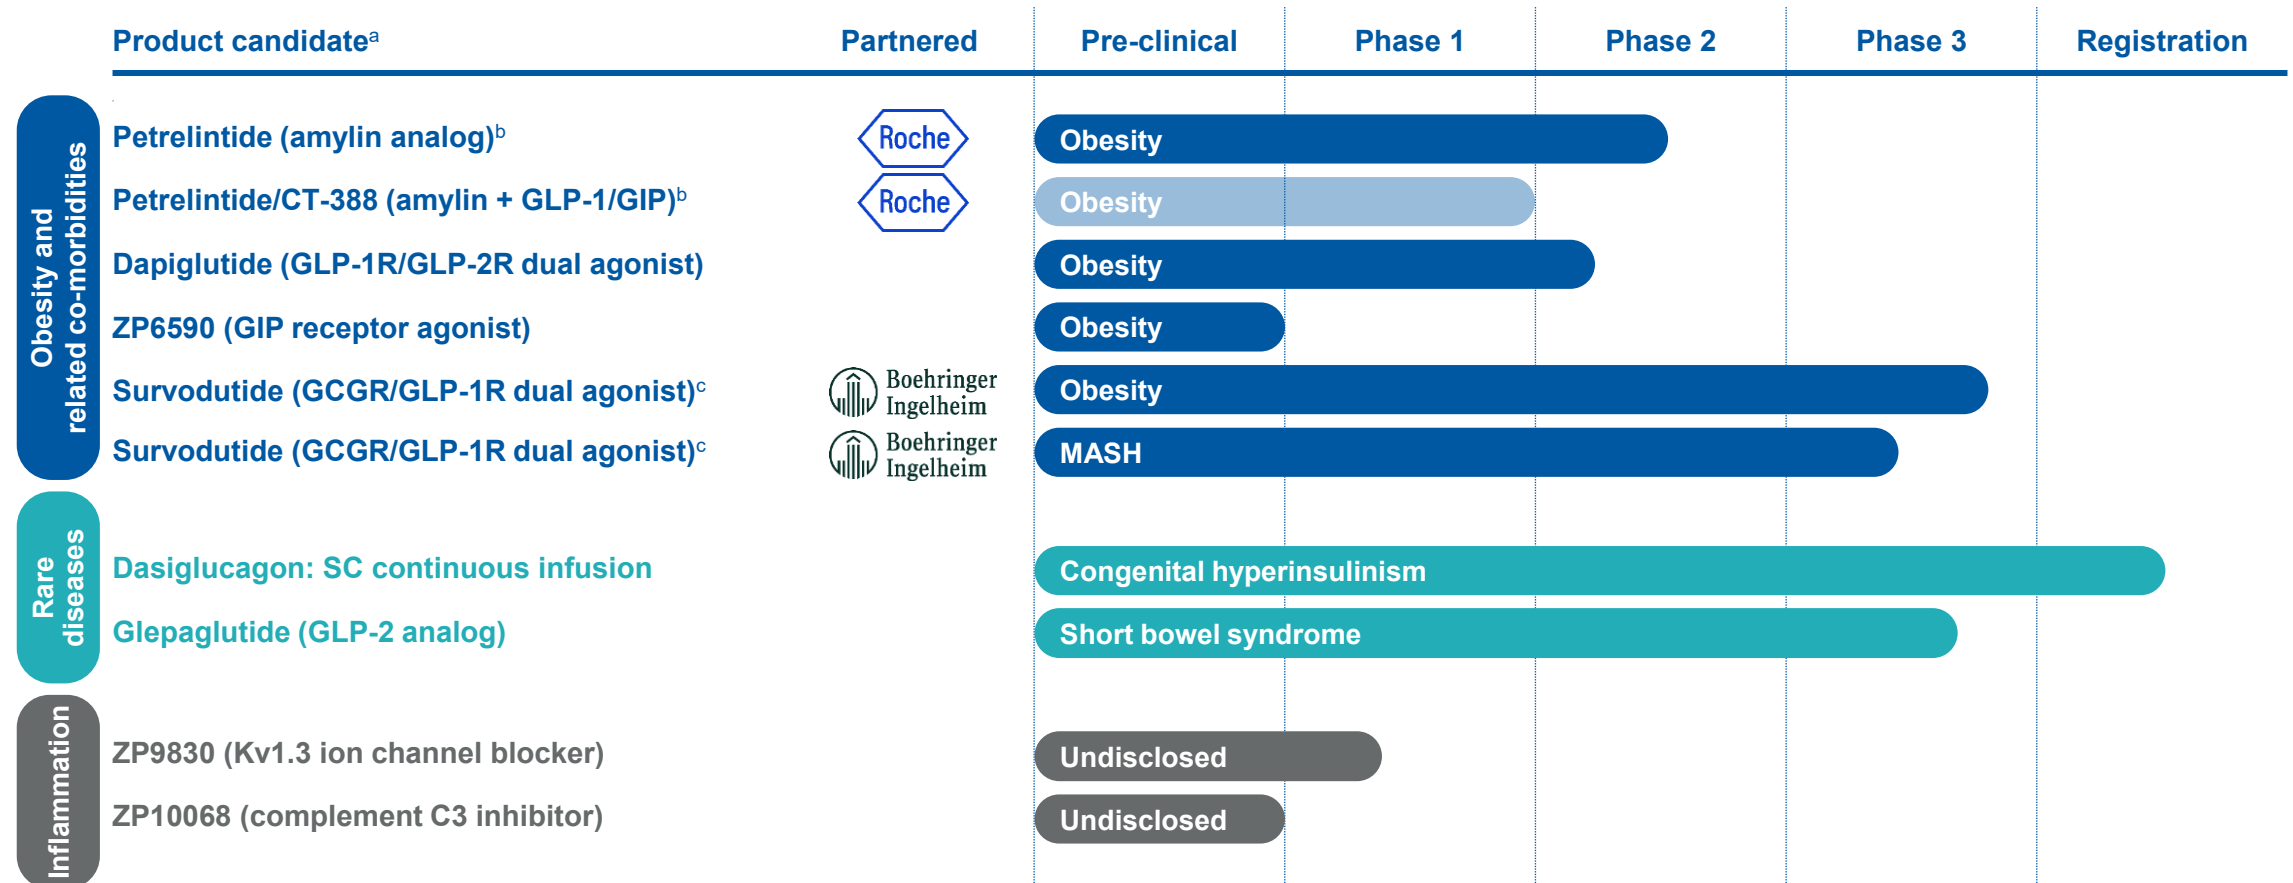 Product candidateᵃ Partnered Pre-clinical Phase 1 Phase 2 Phase 3 Registration
Obesity and
related co-morbidities
Petrelintide (amylin analog)ᵇ Roche Obesity
Petrelintide/CT-388 (amylin + GLP-1/GIP)ᵇ Roche Obesity
Dapiglutide (GLP-1R/GLP-2R dual agonist) Obesity
ZP6590 (GIP receptor agonist) Obesity
Survodutide (GCGR/GLP-1R dual agonist)ᶜ Boehringer Ingelheim Obesity
Survodutide (GCGR/GLP-1R dual agonist)ᶜ Boehringer Ingelheim MASH
Rare
diseases
Dasiglucagon: SC continuous infusion Congenital hyperinsulinism
Glepaglutide (GLP-2 analog) Short bowel syndrome
Inflammation
ZP9830 (Kv1.3 ion channel blocker) Undisclosed
ZP10068 (complement C3 inhibitor) Undisclosed